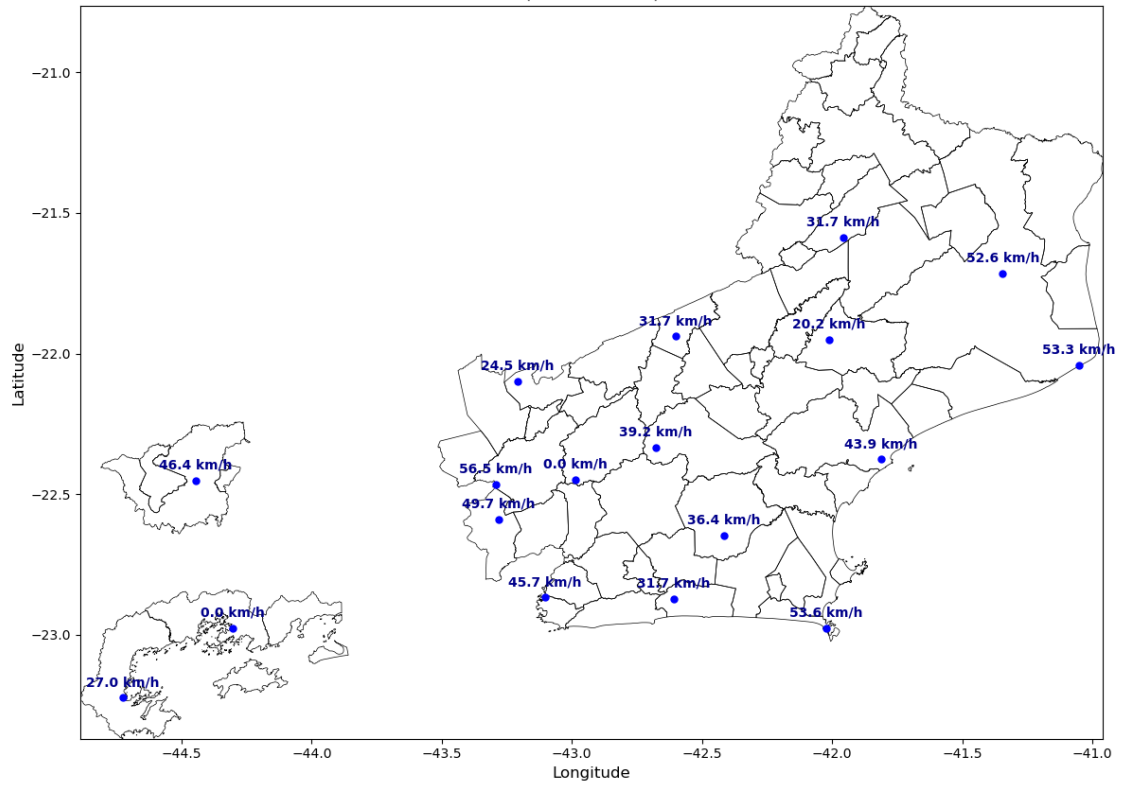 −21.0
−21.5
31.7 km/h
52.6 km/h
31.7 km/h
20.2 km/h
−22.0
53.3 km/h
24.5 km/h
Latitude
39.2 km/h
43.9 km/h
46.4 km/h
56.5 km/h
0.0 km/h
−22.5
49.7 km/h
36.4 km/h
45.7 km/h
31.7 km/h
0.0 km/h
53.6 km/h
−23.0
27.0 km/h
−44.5
−44.0
−43.5
−43.0
−42.5
−42.0
−41.5
−41.0
Longitude